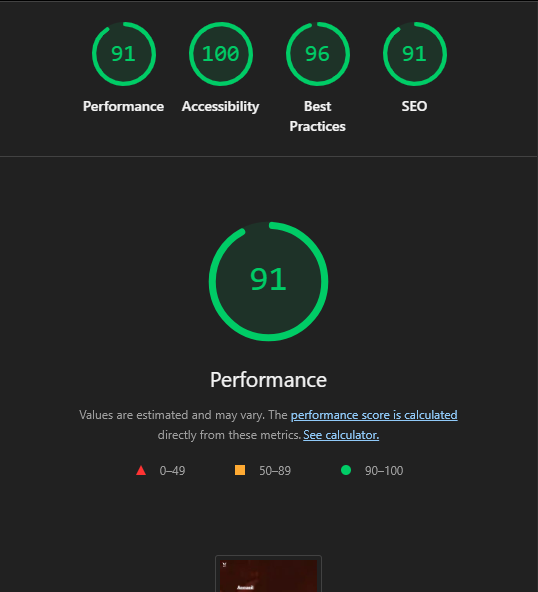 91
100
96
91
Performance
Accessibility
Best
Practices
SEO
91
Performance
Values are estimated and may vary. The performance score is calculated
directly from these metrics. See calculator.
0–49
50–89
90–100